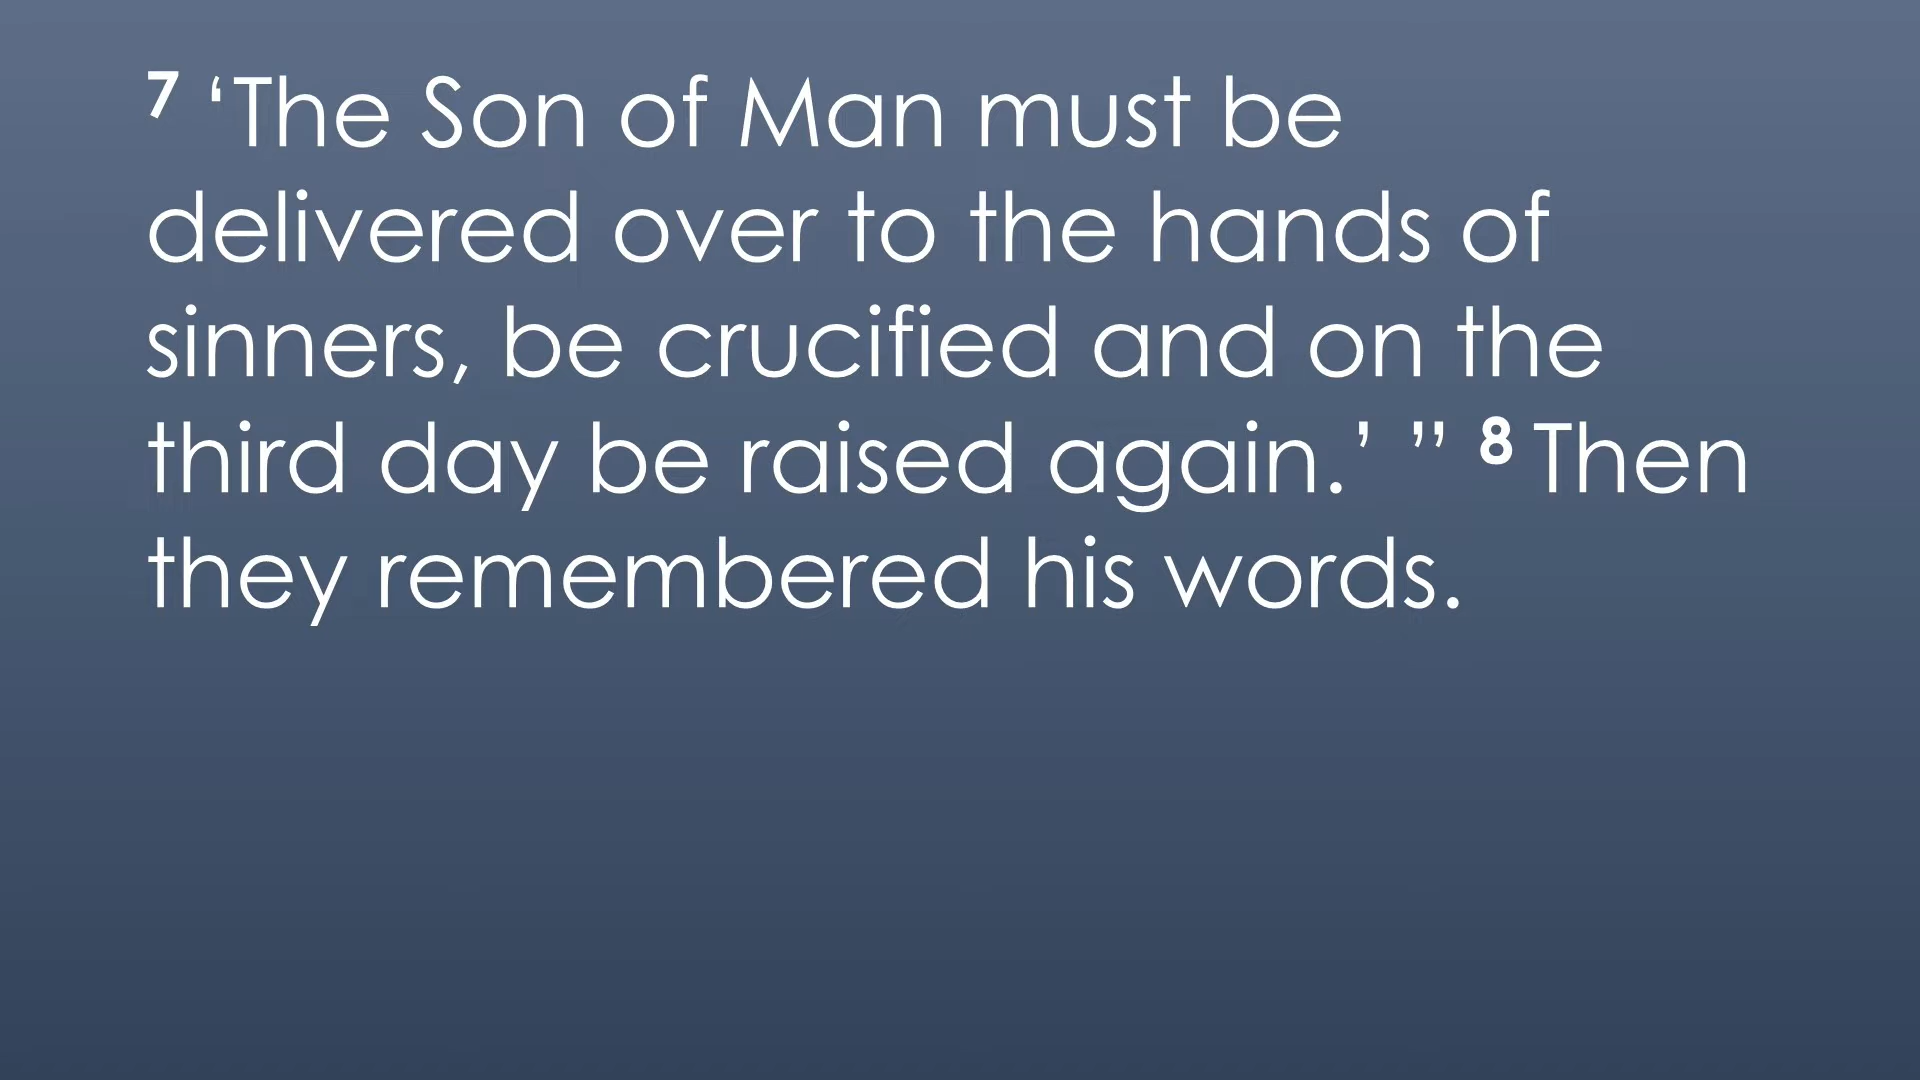 7 ‘The Son of Man must be
delivered over to the hands of
sinners, be crucified and on the
third day be raised again.’ ” 8 Then
they remembered his words.